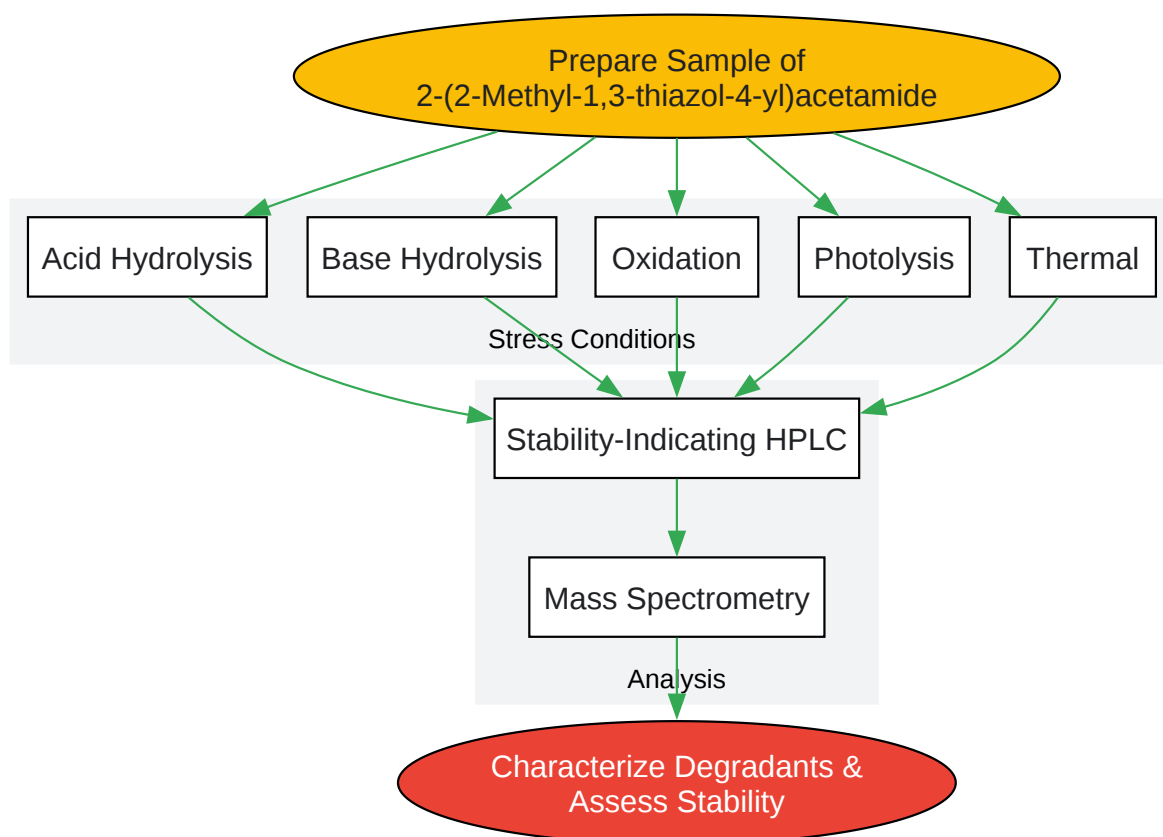 Prepare Sample of
2-(2-Methyl-1,3-thiazol-4-yl)acetamide
Acid Hydrolysis
Base Hydrolysis
Oxidation
Photolysis
Thermal
Stress Conditions
Stability-Indicating HPLC
Mass Spectrometry
Analysis
Characterize Degradants &
Assess Stability